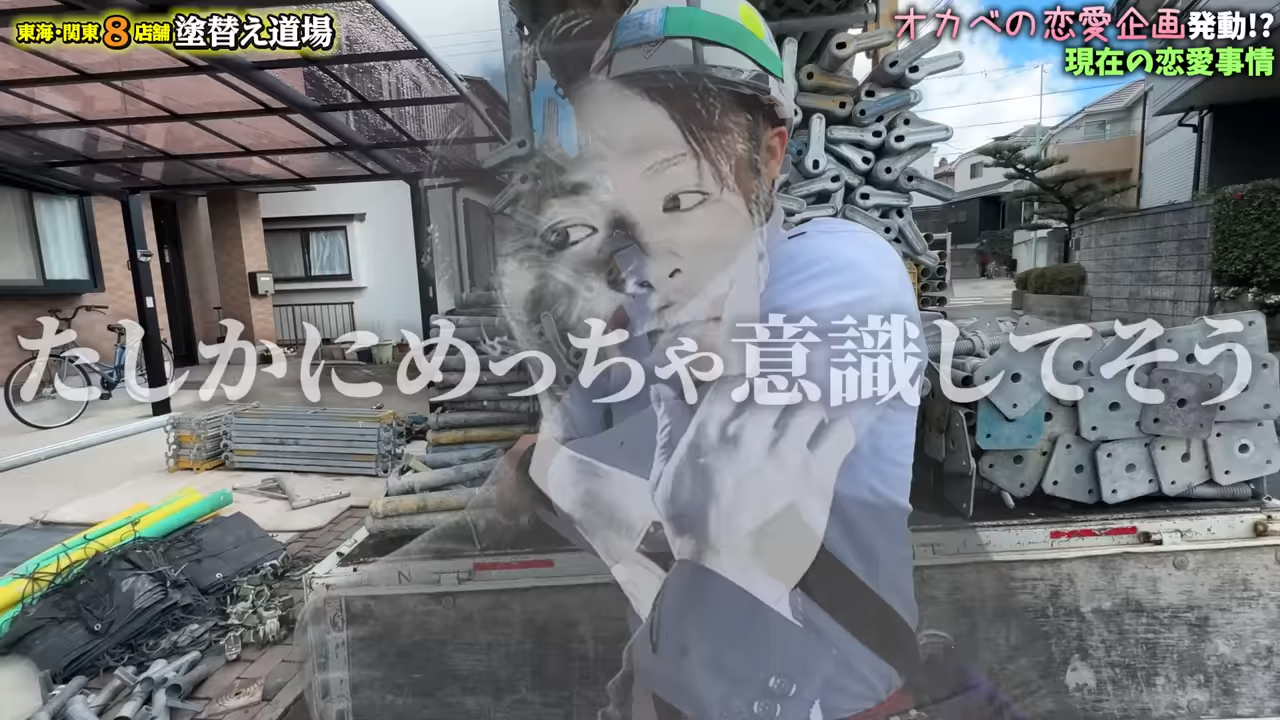 東海・関東8店舗 塗替え道場
オカベの恋愛企画発動!?
現在の恋愛事情
たしかにめっちゃ意識してそう